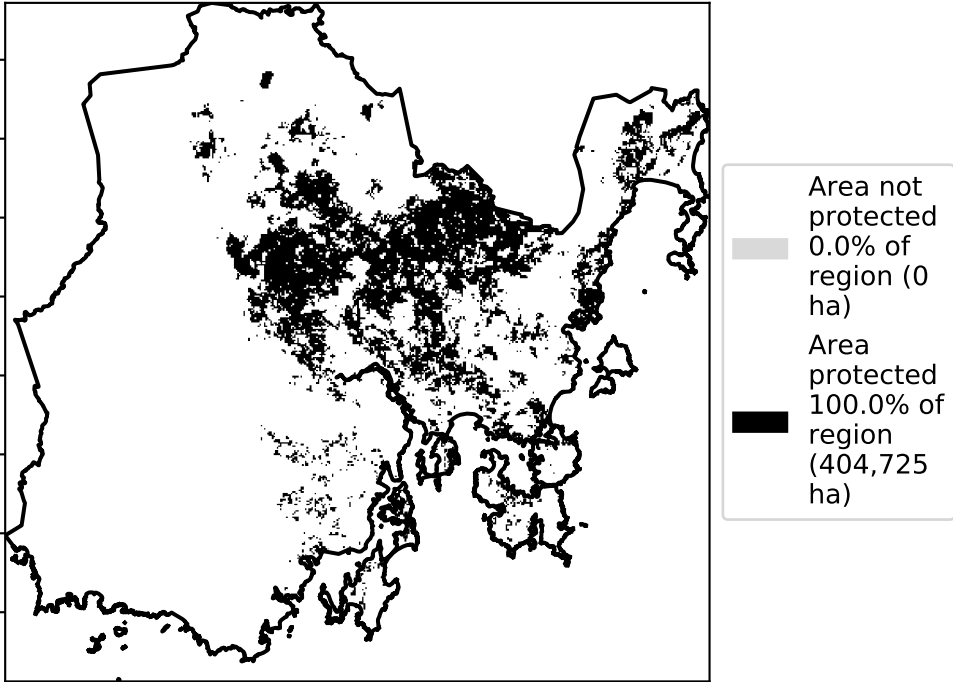 Area not
protected
0.0% of
region (0
ha)
Area
protected
100.0% of
region
(404,725
ha)